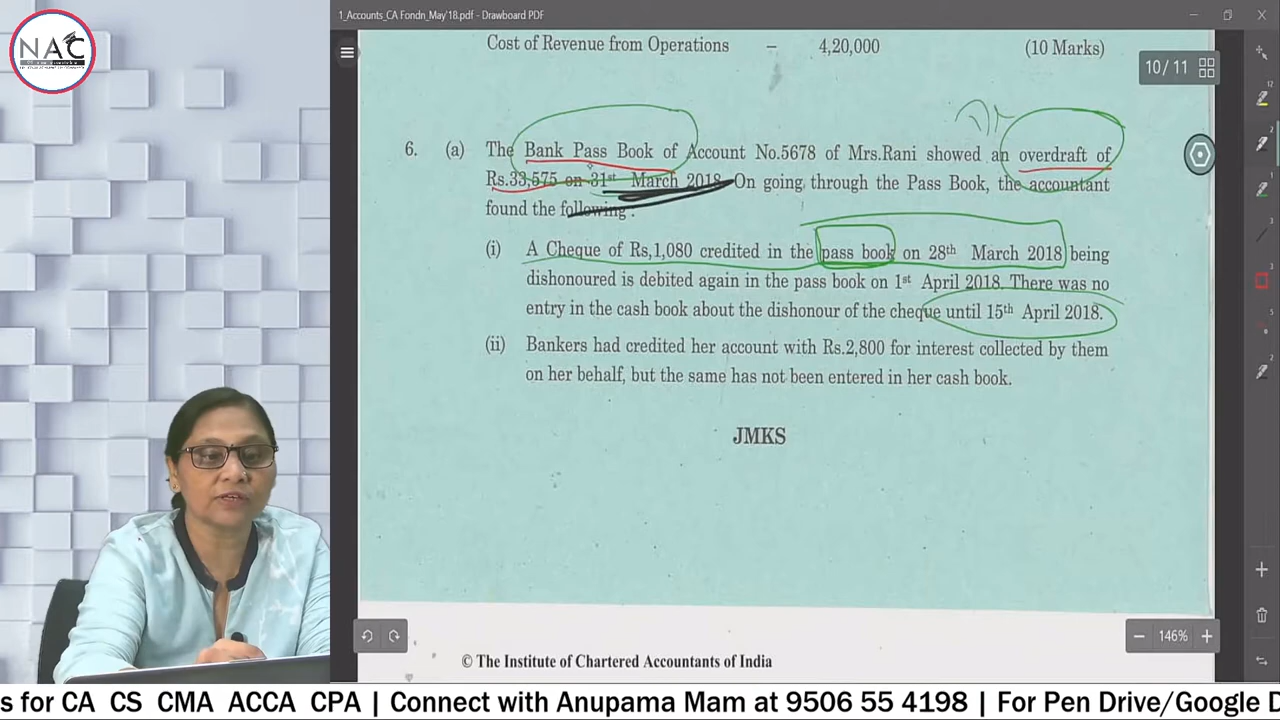 1_Accounts_CA Fondn_May'18.pdf - Drawboard PDF
NAC
Cost of Revenue from Operations – 4,20,000 (10 Marks)
10 / 11
6. (a) The Bank Pass Book of Account No.5678 of Mrs.Rani showed an overdraft of
Rs.33,575 on 31st March 2018. On going through the Pass Book, the accountant
found the following :
(i) A Cheque of Rs,1,080 credited in the pass book on 28th March 2018 being
dishonoured is debited again in the pass book on 1st April 2018. There was no
entry in the cash book about the dishonour of the cheque until 15th April 2018.
(ii) Bankers had credited her account with Rs.2,800 for interest collected by them
on her behalf, but the same has not been entered in her cash book.
JMKS
146%
© The Institute of Chartered Accountants of India
s for CA CS CMA ACCA CPA | Connect with Anupama Mam at 9506 55 4198 | For Pen Drive/Google D